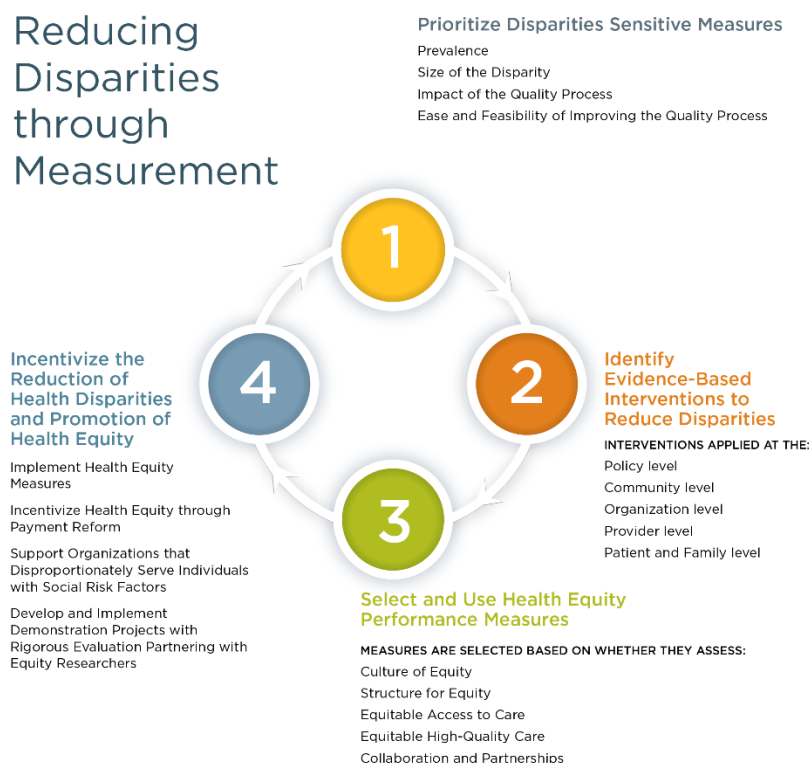 Reducing
Disparities
through
Measurement
Prioritize Disparities Sensitive Measures
Prevalence
Size of the Disparity
Impact of the Quality Process
Ease and Feasibility of Improving the Quality Process
1
2
Identify
Evidence-Based
Interventions to
Reduce Disparities
INTERVENTIONS APPLIED AT THE:
Policy level
Community level
Organization level
Provider level
Patient and Family level
3
Select and Use Health Equity
Performance Measures
MEASURES ARE SELECTED BASED ON WHETHER THEY ASSESS:
Culture of Equity
Structure for Equity
Equitable Access to Care
Equitable High-Quality Care
Collaboration and Partnerships
4
Incentivize the
Reduction of
Health Disparities
and Promotion of
Health Equity
Implement Health Equity
Measures
Incentivize Health Equity through
Payment Reform
Support Organizations that
Disproportionately Serve Individuals
with Social Risk Factors
Develop and Implement
Demonstration Projects with
Rigorous Evaluation Partnering with
Equity Researchers